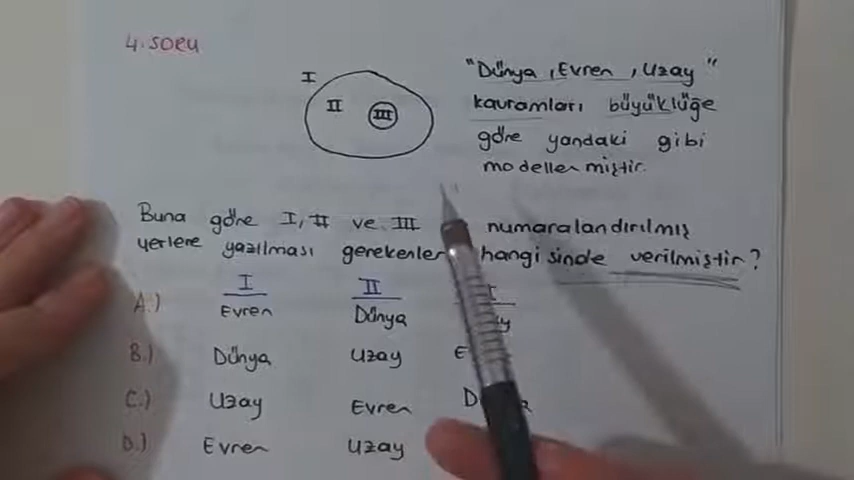 4. SORU
I
II
III
"Dünya, Evren, Uzay"
kavramları büyüklüğe
göre yandaki gibi
modellenmiştir.
Buna göre I, II ve III numaralandırılmış
yerlere yazılması gerekenler hangisinde verilmiştir?
I II
A.) Evren Dünya
B.) Dünya Uzay
C.) Uzay Evren
D.) Evren Uzay